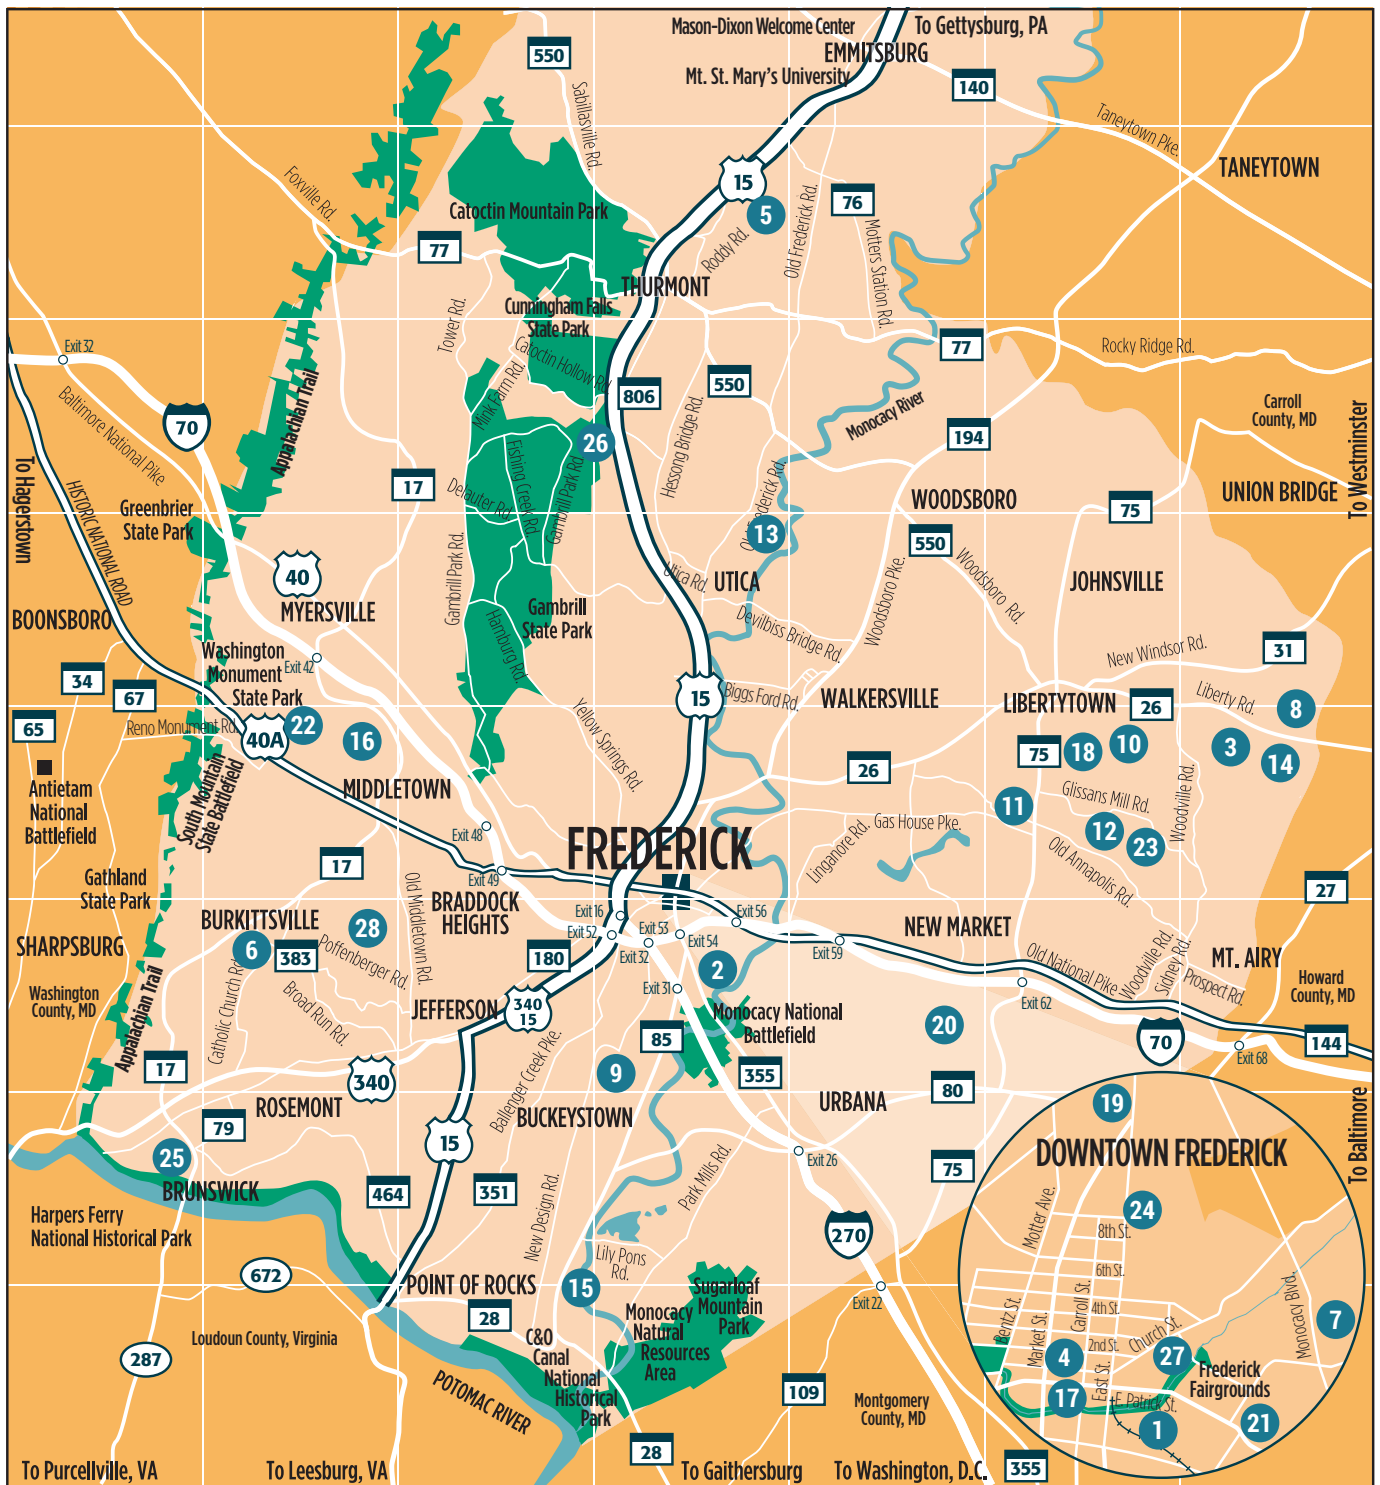 Mason-Dixon Welcome Center
To Gettysburg, PA
EMMITSBURG
550
Mt. St. Mary's University
140
Sabillasville Rd.
Taneytown Pke.
TANEYTOWN
15
Foxville Rd.
76
5
Catoctin Mountain Park
Roddy Rd.
Old Frederick Rd.
Motters Station Rd.
77
THURMONT
Cunningham Falls
State Park
Tower Rd.
Exit 32
77
Rocky Ridge Rd.
Catoctin Hollow Rd.
Mink Farm Rd.
806
550
Baltimore National Pike
70
Appalachian Trail
Carroll
County, MD
Monocacy River
194
26
To Westminster
Hessong Bridge Rd.
Fishing Creek Rd.
Gambrill Park Rd.
To Hagerstown
17
Delauter Rd.
HISTORIC NATIONAL ROAD
Old Frederick Rd.
WOODSBORO
UNION BRIDGE
75
Greenbrier
State Park
13
550
Gambrill Park Rd.
40
Utica Rd.
UTICA
Woodsboro Pke.
Woodsboro Rd.
JOHNSVILLE
MYERSVILLE
BOONSBORO
Gambrill
State Park
Devilbiss Bridge Rd.
Hamburg Rd.
Washington
Monument
State Park
Exit 42
New Windsor Rd.
31
34
67
15
Biggs Ford Rd.
WALKERSVILLE
LIBERTYTOWN
26
Liberty Rd.
8
65
Reno Monument Rd.
40A
22
16
Yellow Springs Rd.
75
18
10
3
14
Antietam
National
Battlefield
South Mountain
State Battlefield
MIDDLETOWN
26
11
Glissans Mill Rd.
Woodville Rd.
Linganore Rd.
Gas House Pke.
12
23
Exit 48
FREDERICK
Old Annapolis Rd.
17
Exit 49
Gathland
State Park
Old Middletown Rd.
BRADDOCK
HEIGHTS
27
BURKITTSVILLE
28
Exit 16
Exit 53
Exit 56
NEW MARKET
SHARPSBURG
6
383
Poffenberger Rd.
Exit 52
Exit 32
Exit 54
Exit 59
Old National Pike
Woodville Rd.
Sidney Rd.
MT. AIRY
180
2
Prospect Rd.
Howard
County, MD
Washington
County, MD
Exit 31
Exit 62
Appalachian Trail
Catholic Church Rd.
Broad Run Rd.
JEFFERSON
340
15
Monocacy National
Battlefield
20
70
144
17
85
Exit 68
Ballenger Creek Pke.
340
9
355
80
ROSEMONT
URBANA
79
BUCKEYSTOWN
19
To Baltimore
15
DOWNTOWN FREDERICK
25
Exit 26
75
BRUNSWICK
464
351
Park Mills Rd.
Motter Ave.
24
Harpers Ferry
National Historical Park
New Design Rd.
270
8th St.
672
Lily Pons
Rd.
6th St.
POINT OF ROCKS
15
Sugarloaf
Mountain
Park
Exit 22
Bentz St.
Market St.
Carroll St.
4th St.
Church St.
Monocacy Blvd.
7
28
Loudoun County, Virginia
C&O
Canal
National
Historical
Park
Monocacy
Natural
Resources
Area
2nd St.
4
27
287
Frederick
Fairgrounds
POTOMAC RIVER
109
Montgomery
County, MD
17
East St.
E. Patrick St.
1
21
28
To Purcellville, VA
To Leesburg, VA
To Gaithersburg
To Washington, D.C.
355